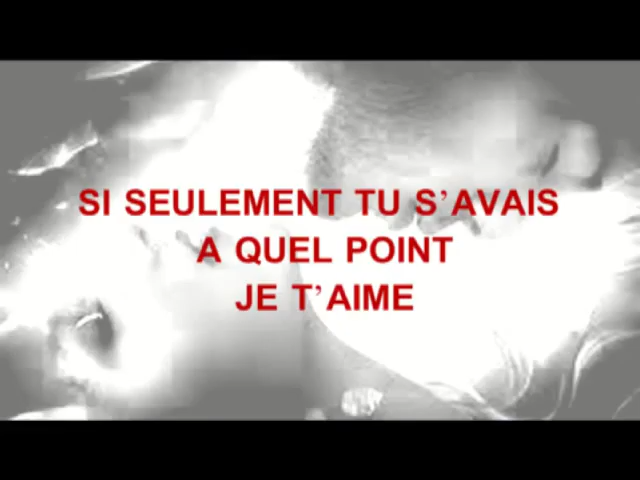 SI SEULEMENT TU S’AVAIS
A QUEL POINT
JE T’AIME